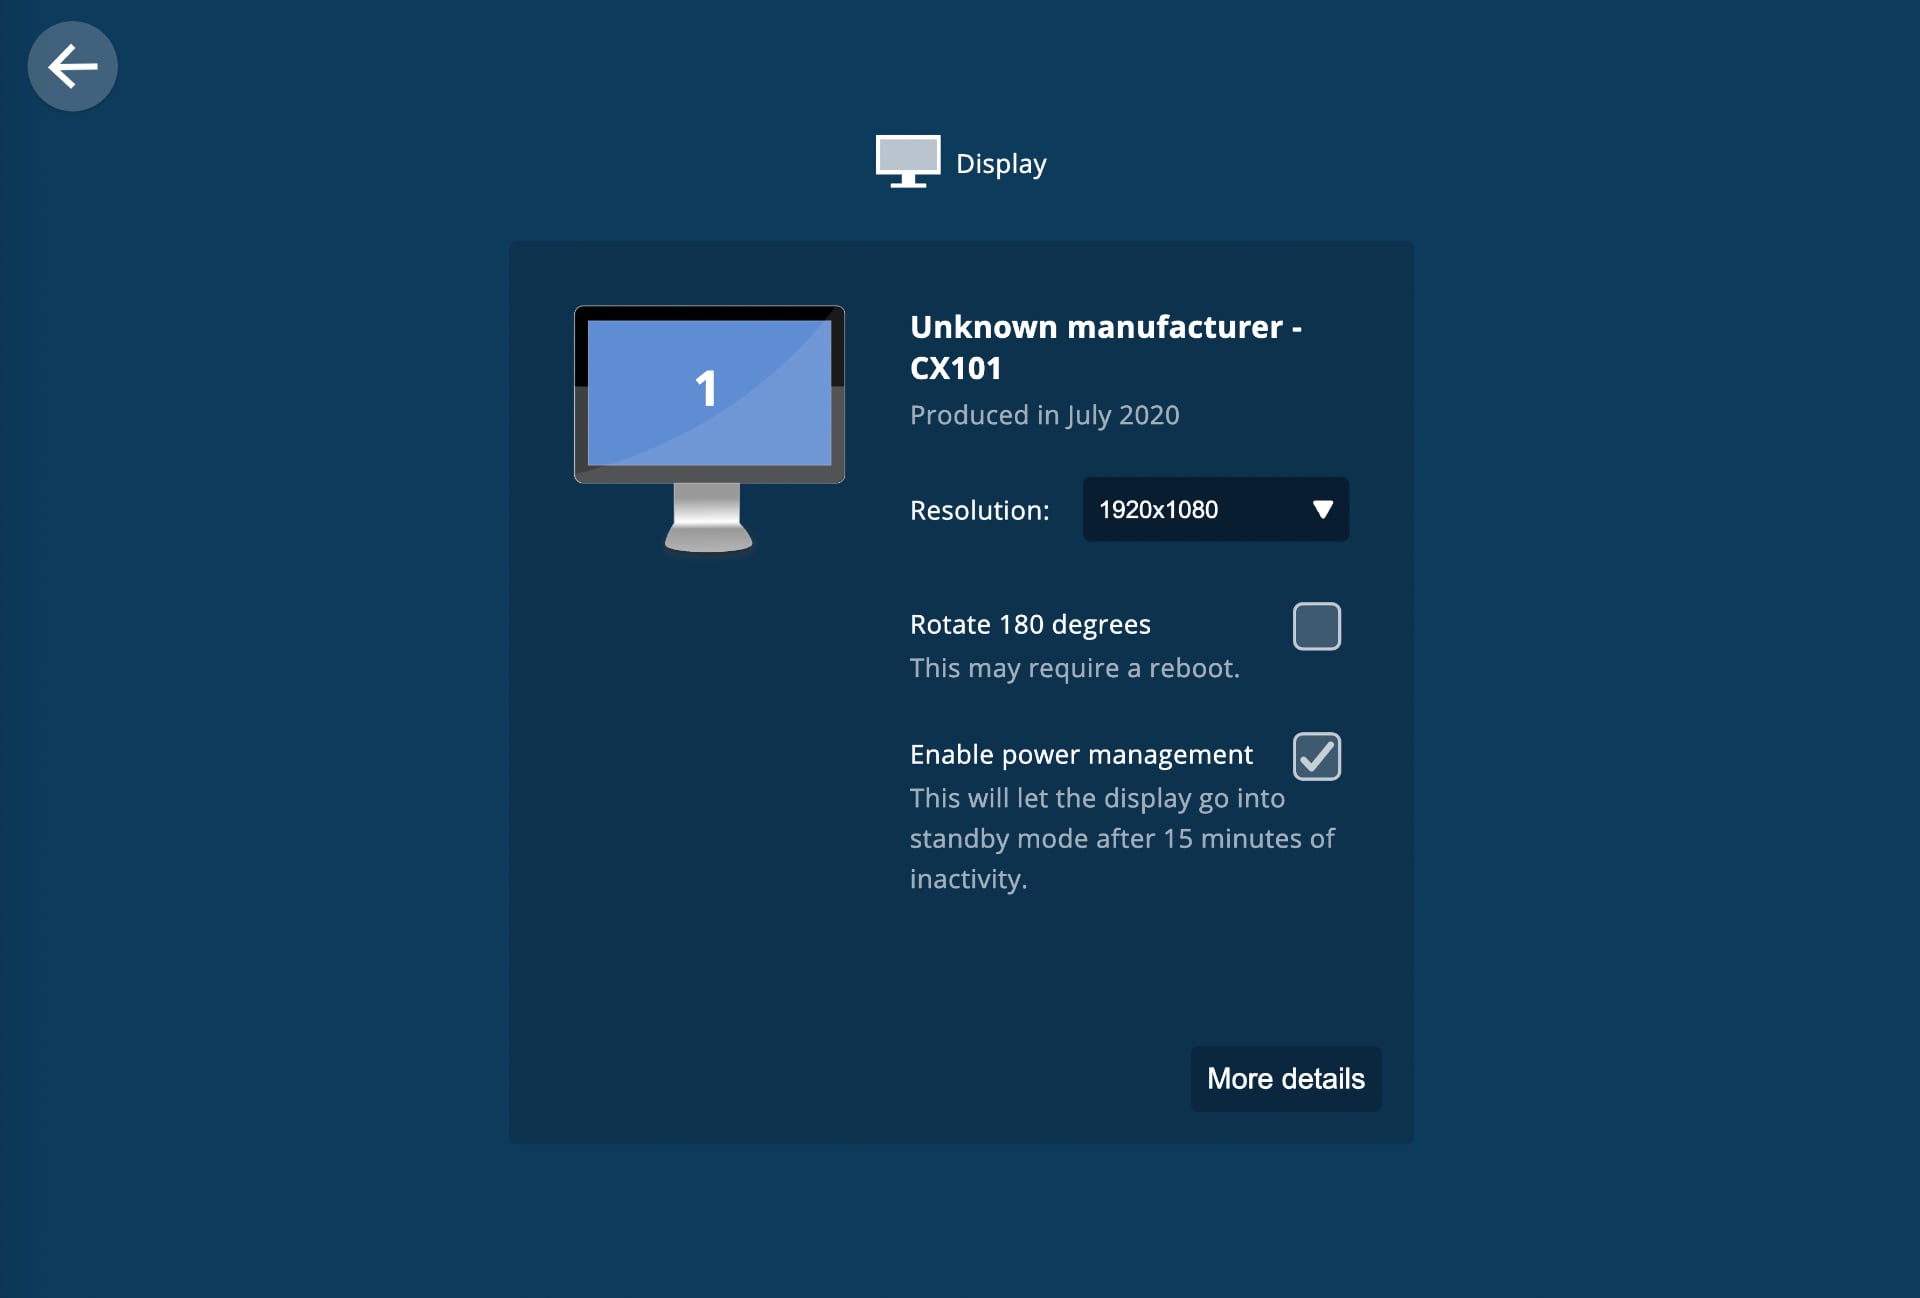 Display
1
Unknown manufacturer -
CX101
Produced in July 2020
Resolution:
1920x1080
Rotate 180 degrees
This may require a reboot.
Enable power management
This will let the display go into
standby mode after 15 minutes of
inactivity.
More details